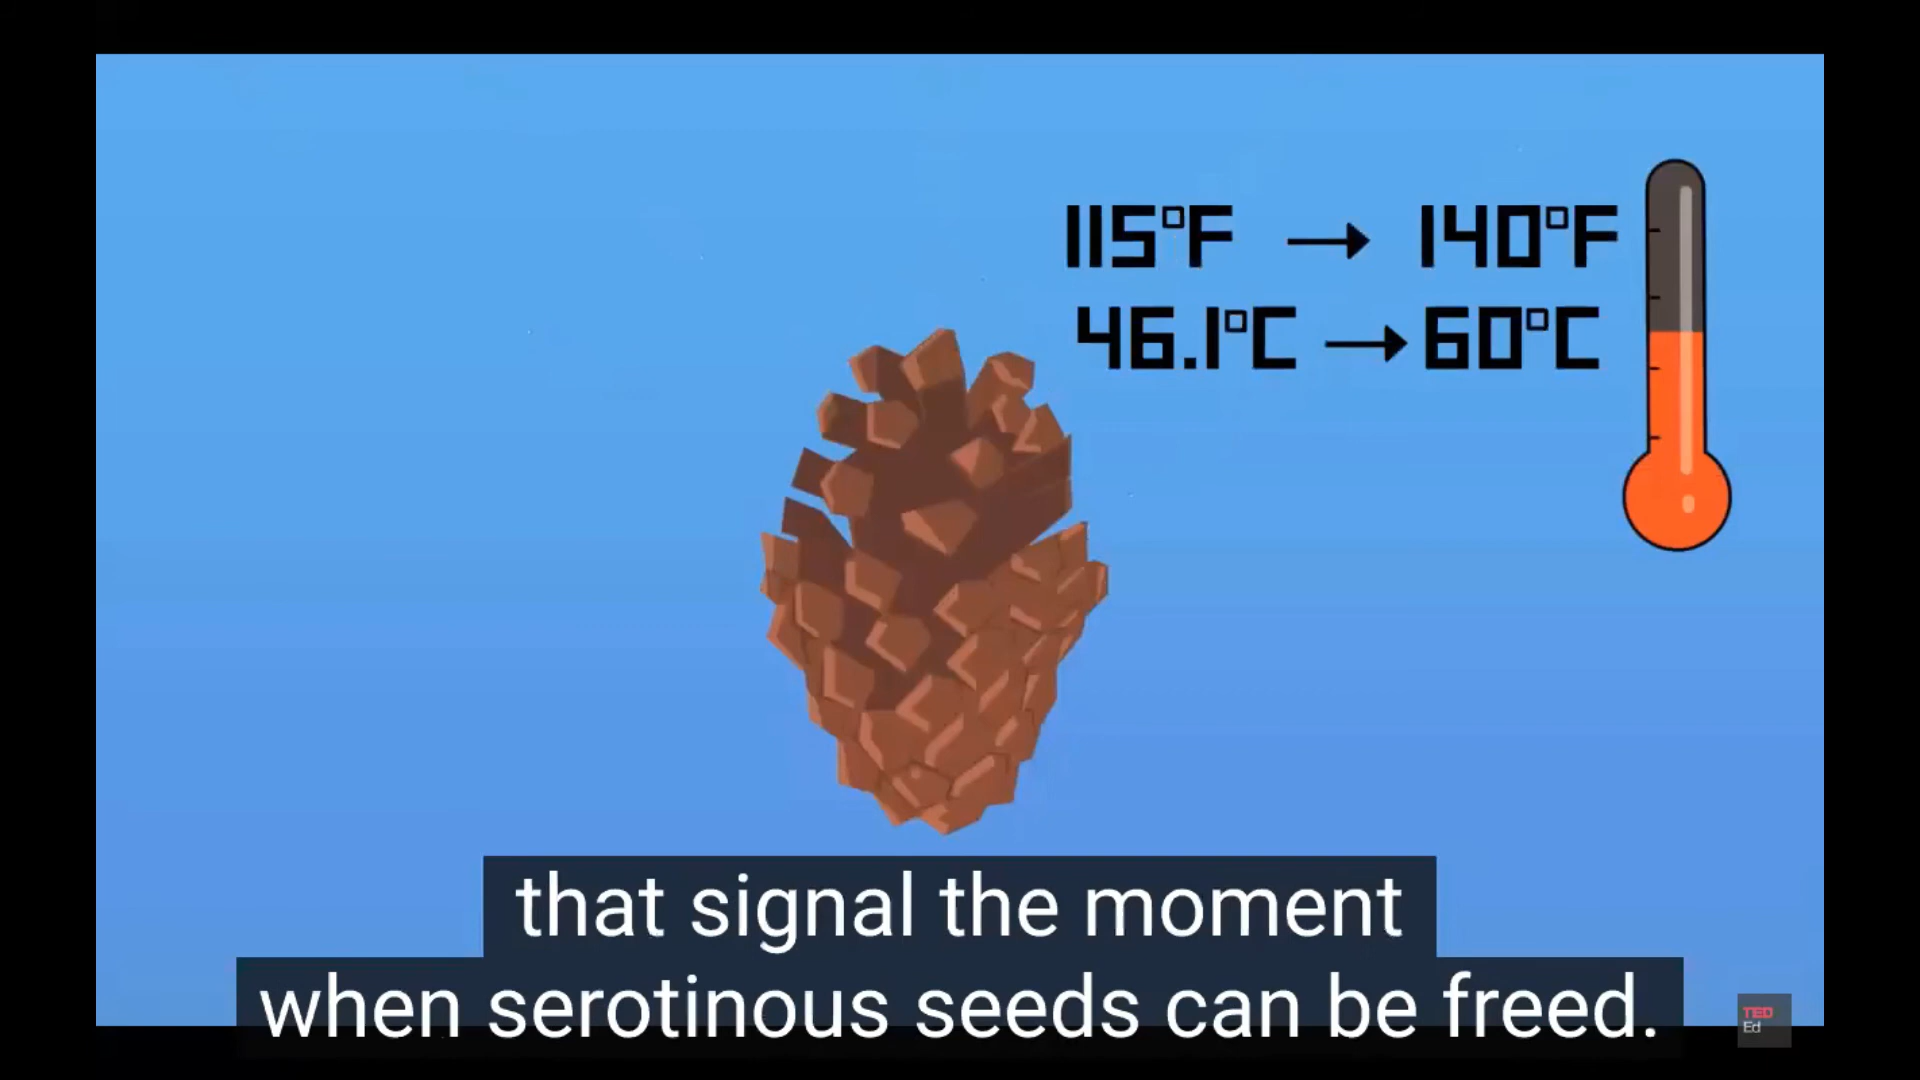 115°F → 140°F
46.1°C → 60°C
that signal the moment
when serotinous seeds can be freed.
TED
Ed